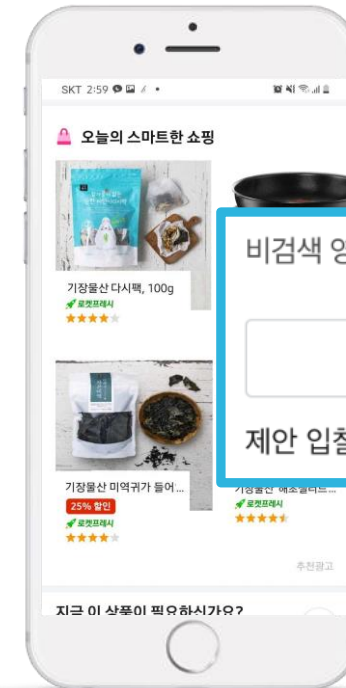 SKT 2:59
오늘의 스마트한 쇼핑
기장물산 다시팩, 100g
로켓프레시
비검색 영
제안 입찰
기장물산 미역귀가 들어...
25% 할인
로켓프레시
기장물산 해초샐러드...
로켓프레시
추천광고
지금 이 상품이 필요하신가요?